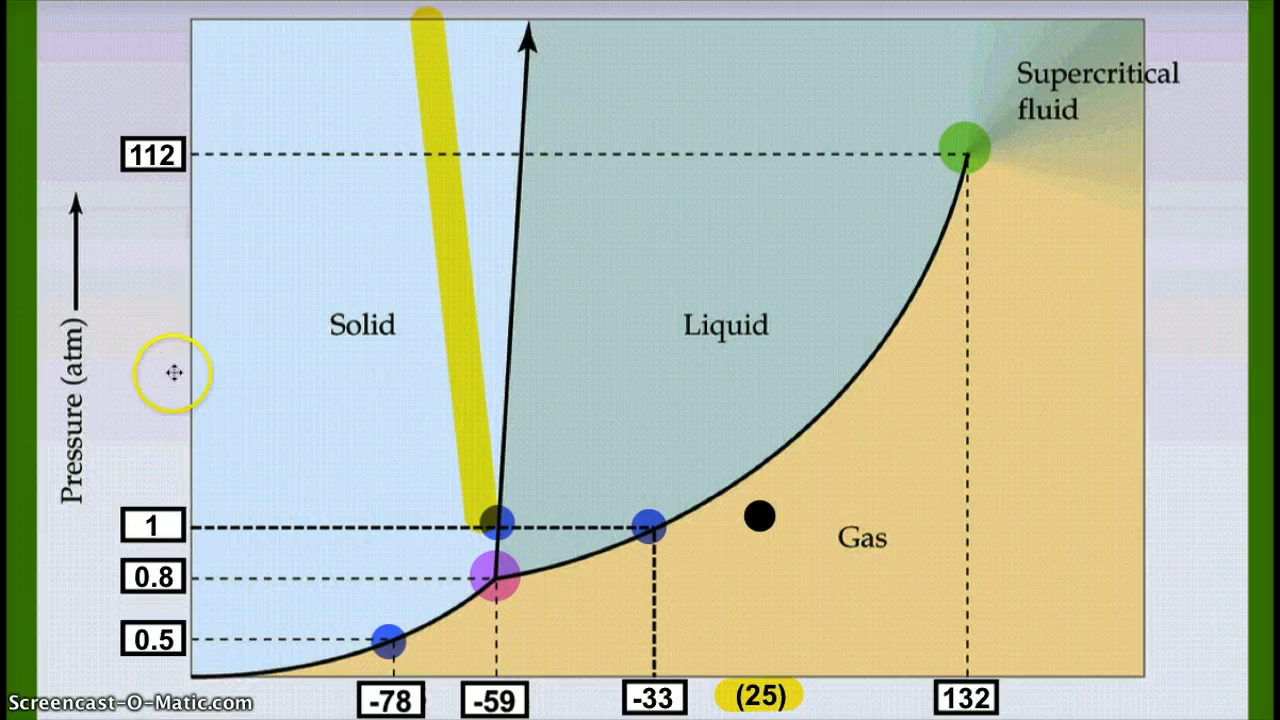 Supercritical
fluid
112
Solid
Liquid
Pressure (atm)
1
Gas
0.8
0.5
-78
-59
-33
(25)
132
Screencast-O-Matic.com